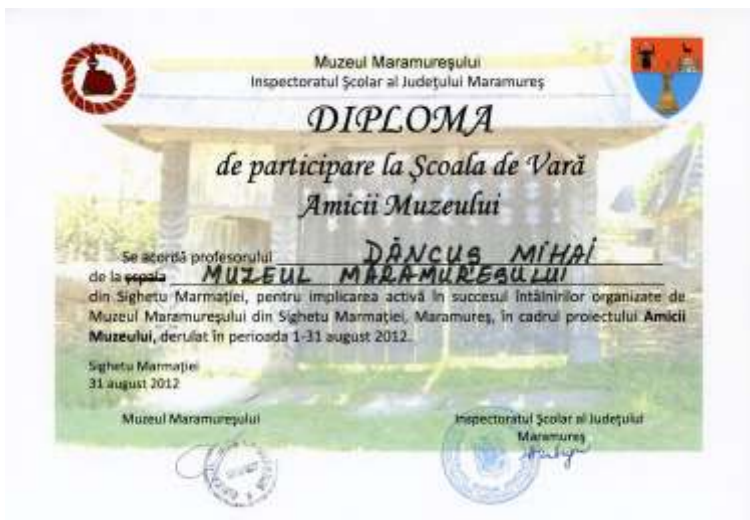 Muzeul Maramureşului
Inspectoratul Şcolar al Judeţului Maramureş
DIPLOMA
de participare la Şcoala de Vară
Amicii Muzeului
Se acordă profesorului DĂNCUŞ MIHAI
de la şcoala MUZEUL MARAMUREŞULUI
din Sighetu Marmaţiei, pentru implicarea activă în succesul întâlnirilor organizate de
Muzeul Maramureşului din Sighetu Marmaţiei, Maramureş, în cadrul proiectului Amicii
Muzeului, derulat în perioada 1-31 august 2012.
Sighetu Marmaţiei
31 august 2012
Muzeul Maramureşului
Inspectoratul Şcolar al Judeţului
Maramureş